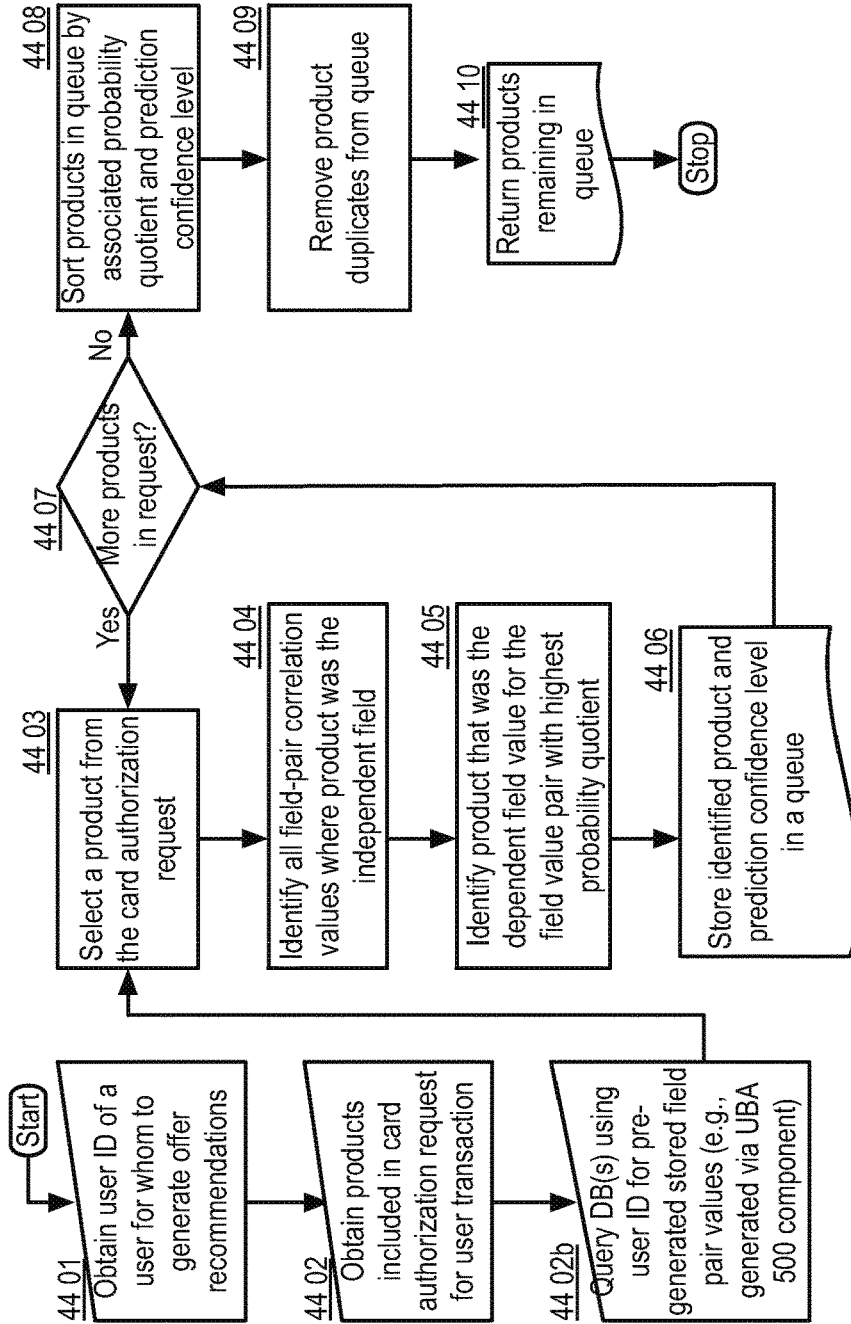 Start
44 01
Obtain user ID of a
user for whom to
generate offer
recommendations
44 02
Obtain products
included in card
authorization request
for user transaction
44 02b
Query DB(s) using
user ID for pre-
generated stored field
pair values (e.g.,
generated via UBA
500 component)
44 03
Select a product from
the card authorization
request
44 04
Identify all field-pair correlation
values where product was the
independent field
44 05
Identify product that was the
dependent field value for the
field value pair with highest
probability quotient
44 06
Store identified product and
prediction confidence level
in a queue
44 07
More products
in request?
Yes
No
44 08
Sort products in queue by
associated probability
quotient and prediction
confidence level
44 09
Remove product
duplicates from queue
44 10
Return products
remaining in
queue
Stop